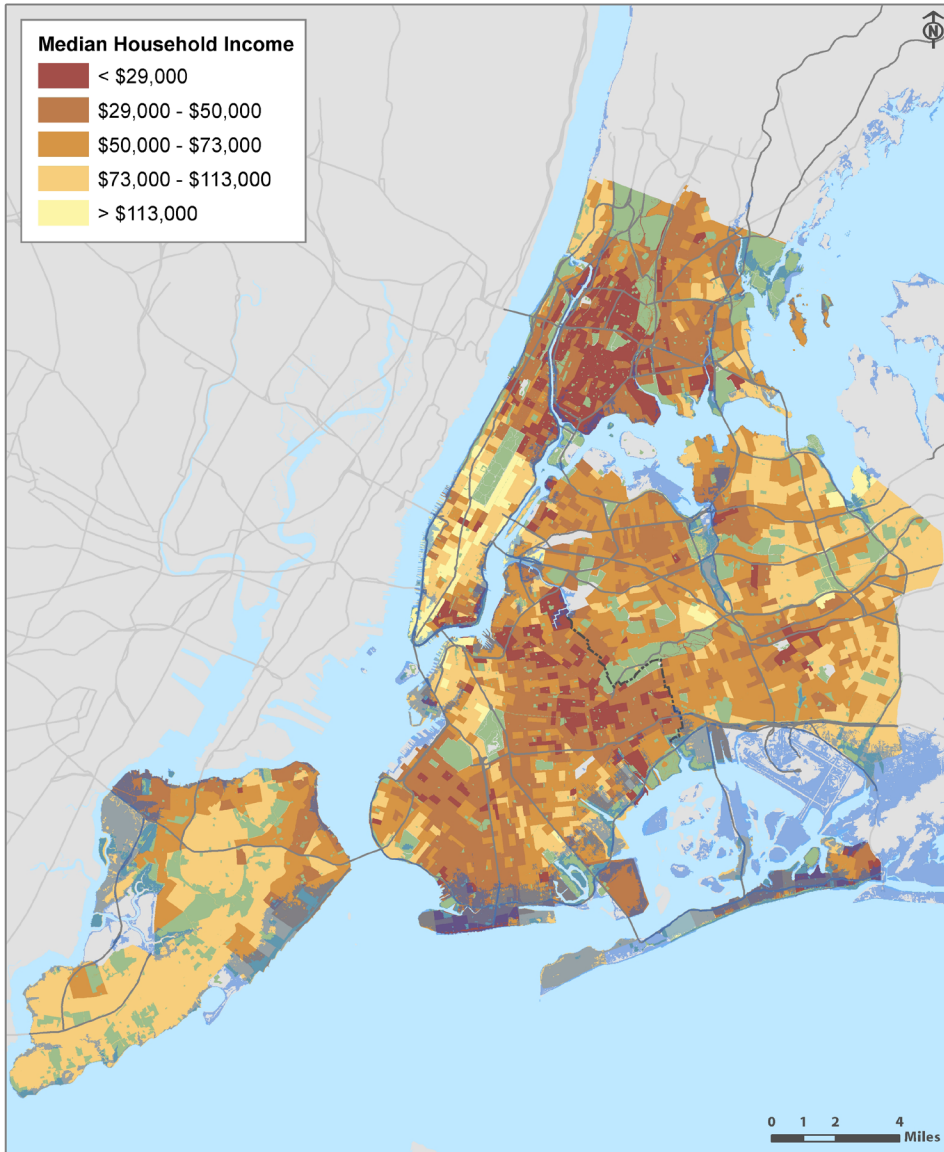 Median Household Income
< $29,000
$29,000 - $50,000
$50,000 - $73,000
$73,000 - $113,000
> $113,000
N
0 1 2 4
Miles